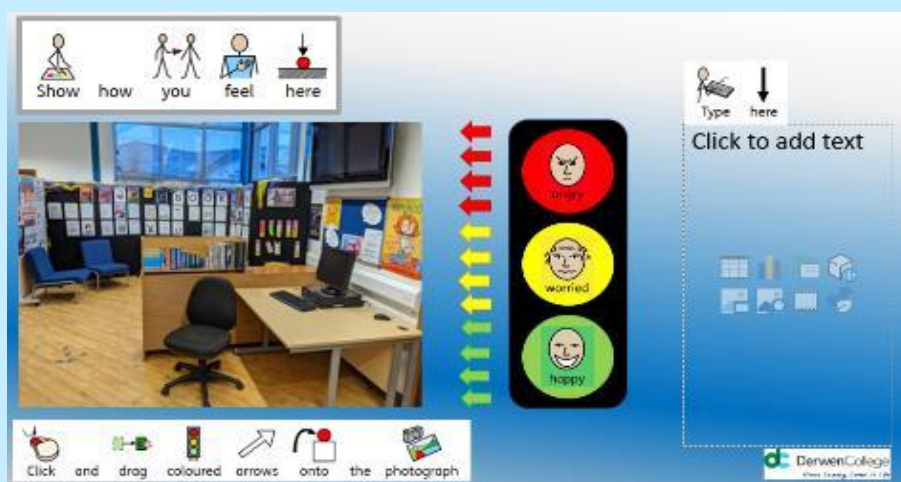 Show how you feel here
Type here
Click to add text
angry
worried
happy
Click and drag coloured arrows onto the photograph
DerwenCollege